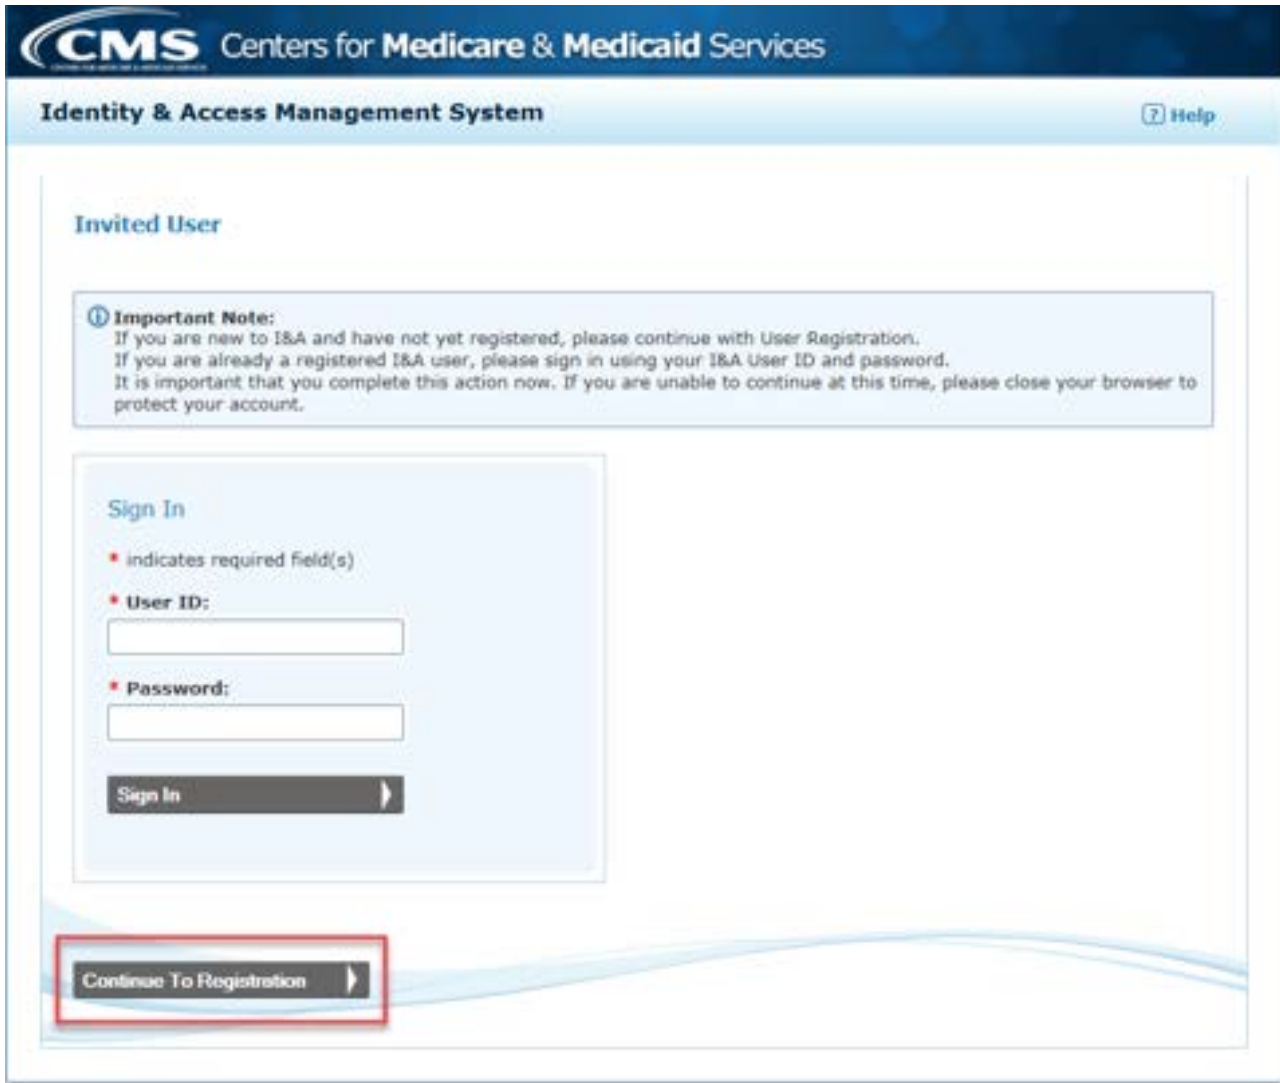 CMS Centers for Medicare & Medicaid Services
Identity & Access Management System
? Help
Invited User
Important Note:
If you are new to I&A and have not yet registered, please continue with User Registration.
If you are already a registered I&A user, please sign in using your I&A User ID and password.
It is important that you complete this action now. If you are unable to continue at this time, please close your browser to
protect your account.
Sign In
* indicates required field(s)
* User ID:
* Password:
Sign In
Continue To Registration